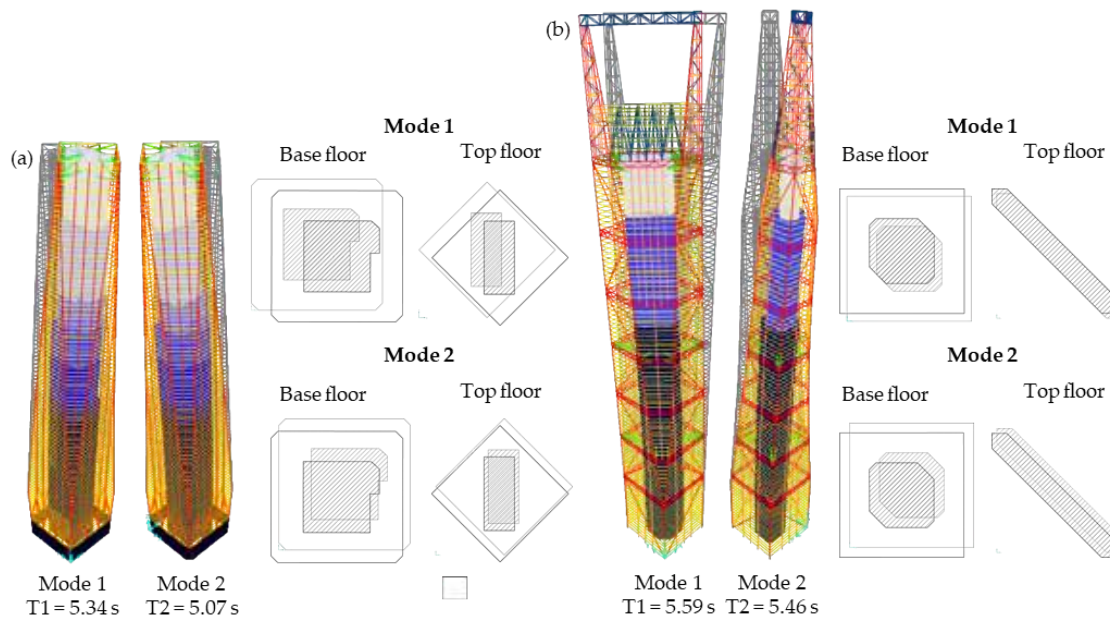 (a)
Mode 1
Base floor
Top floor
Mode 2
Base floor
Top floor
Mode 1
T1 = 5.34 s
Mode 2
T2 = 5.07 s
(b)
Mode 1
Base floor
Top floor
Mode 2
Base floor
Top floor
Mode 1
T1 = 5.59 s
Mode 2
T2 = 5.46 s